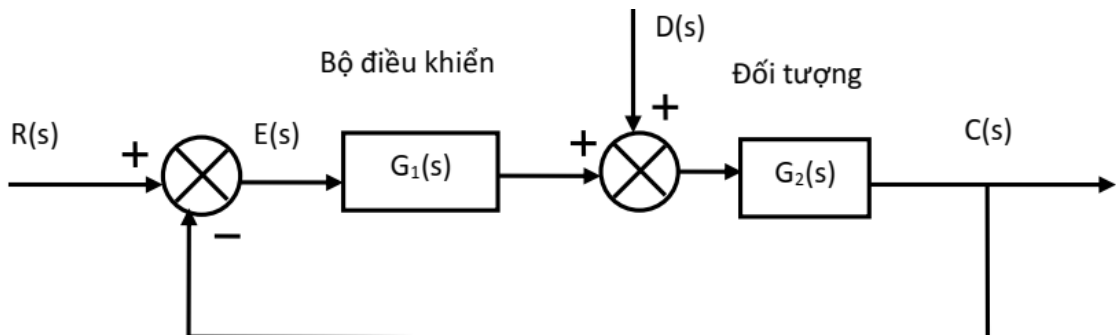 D(s)
Bộ điều khiển
Đối tượng
R(s)
+
E(s)
G₁(s)
+
+
G₂(s)
C(s)
−